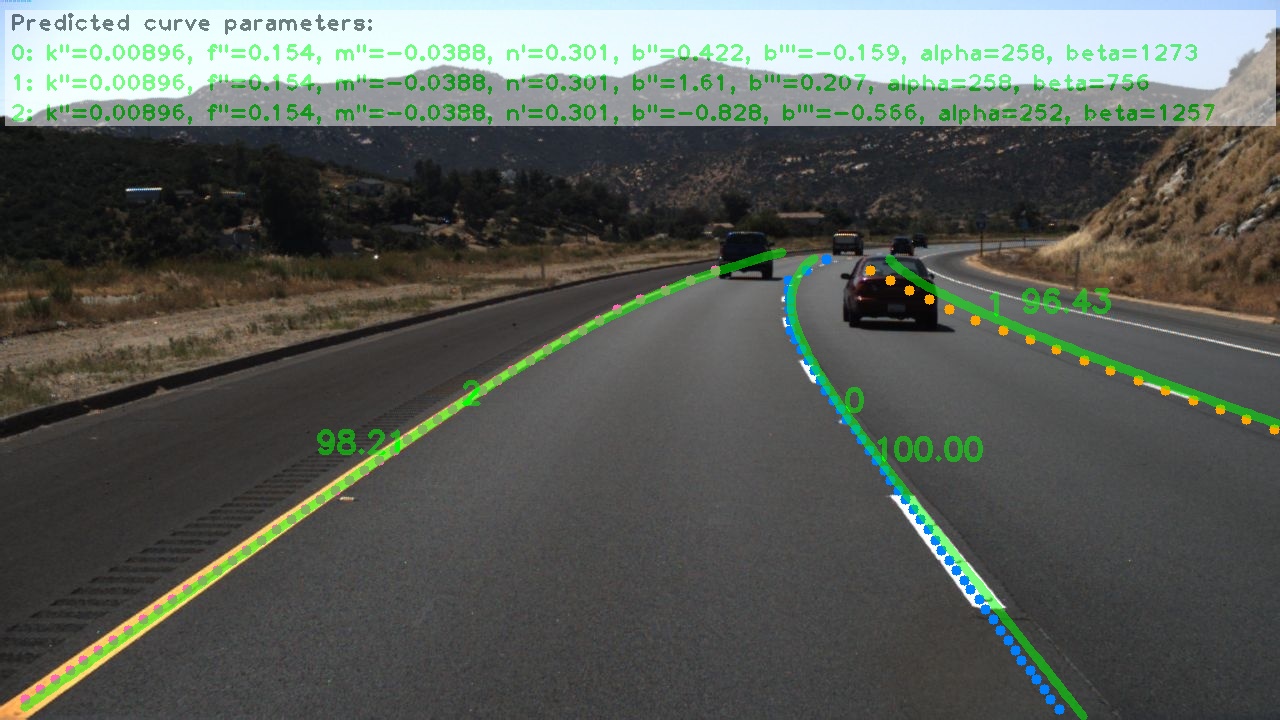 Predicted curve parameters:
0: k''=0.00896, f''=0.154, m''=-0.0388, n'=0.301, b''=0.422, b'''=-0.159, alpha=258, beta=1273
1: k''=0.00896, f''=0.154, m''=-0.0388, n'=0.301, b''=1.61, b'''=0.207, alpha=258, beta=756
2: k''=0.00896, f''=0.154, m''=-0.0388, n'=0.301, b''=-0.828, b'''=-0.566, alpha=252, beta=1257
1 96.43
2
0
98.21
100.00